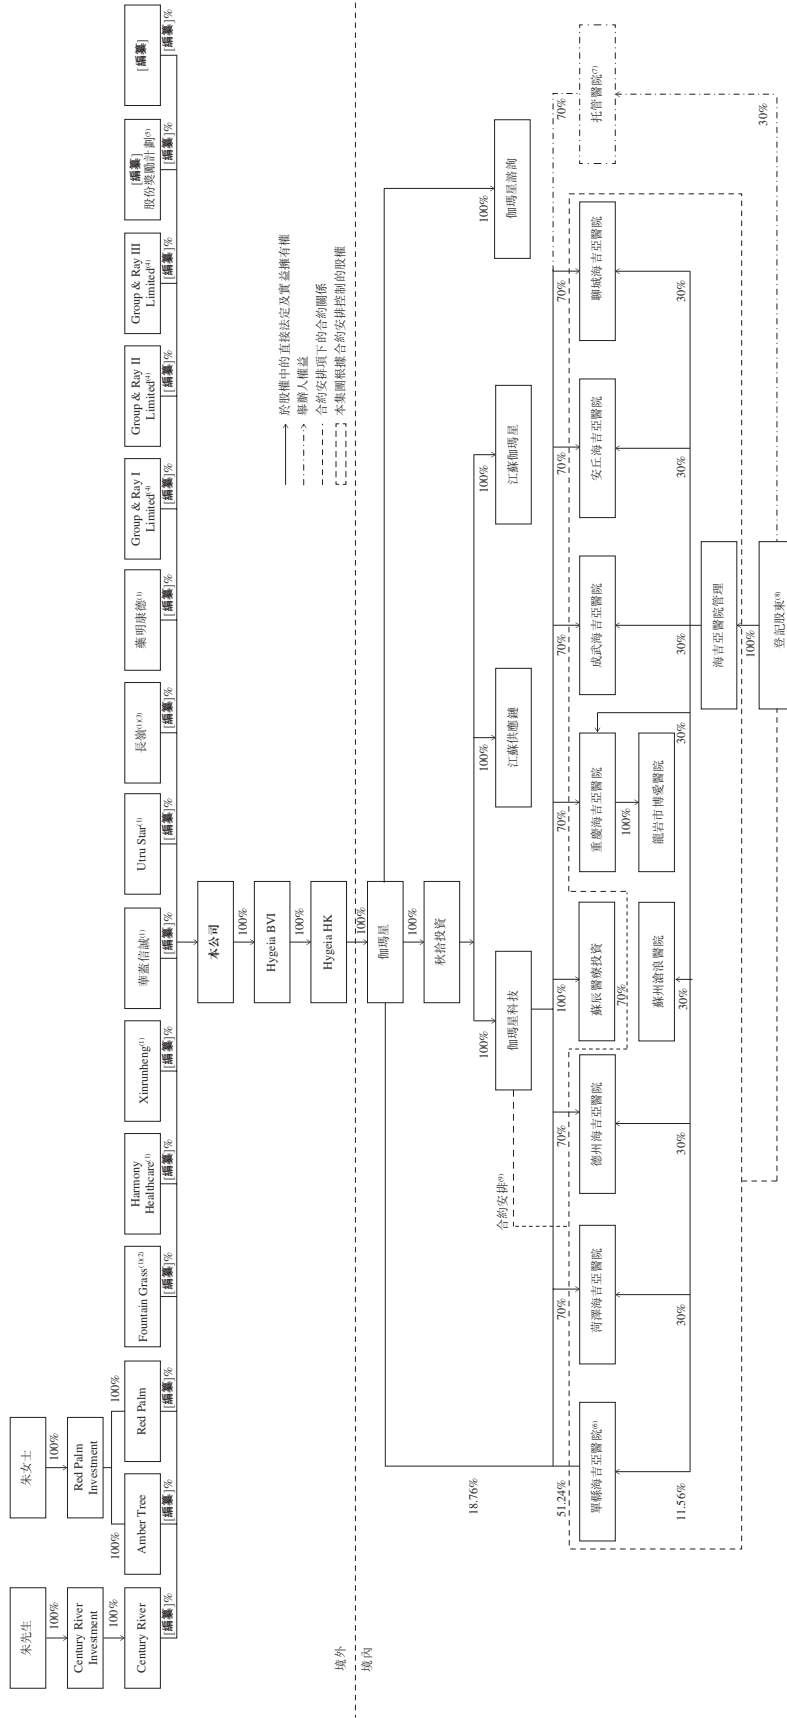 朱先生
100%
Century River
Investment
100%
Century River
[編纂]%
朱女士
100%
Red Palm
Investment
100%
100%
Amber Tree
[編纂]%
Red Palm
[編纂]%
Fountain Grass(1)(2)
[編纂]%
Harmony
Healthcare(1)
[編纂]%
Xinrunheng(1)
[編纂]%
華蓋信誠(1)
[編纂]%
Utru Star(1)
[編纂]%
長嶺(1)(3)
[編纂]%
藥明康德(1)
[編纂]%
Group & Ray I
Limited(4)
[編纂]%
Group & Ray II
Limited(4)
[編纂]%
Group & Ray III
Limited(4)
[編纂]%
[編纂]
股份獎勵計劃(5)
[編纂]%
[編纂]
[編纂]%
本公司
100%
Hygeia BVI
100%
Hygeia HK
境外
100%
境內
伽瑪星
100%
秋拾投資
於股權中的直接法定及實益擁有權
舉辦人權益
合約安排項下的合約關係
本集團根據合約安排控制的股權
18.76%
100%
100%
100%
100%
伽瑪星科技
江蘇供應鏈
江蘇伽瑪星
伽瑪星諮詢
合約安排(9)
51.24%
70%
70%
100%
70%
70%
70%
70%
70%
單縣海吉亞醫院(6)
菏澤海吉亞醫院
德州海吉亞醫院
蘇辰醫療投資
重慶海吉亞醫院
成武海吉亞醫院
安丘海吉亞醫院
聊城海吉亞醫院
托管醫院(7)
70%
100%
蘇州滄浪醫院
龍岩市博愛醫院
11.56%
30%
30%
30%
30%
30%
30%
30%
30%
海吉亞醫院管理
100%
登記股東(8)